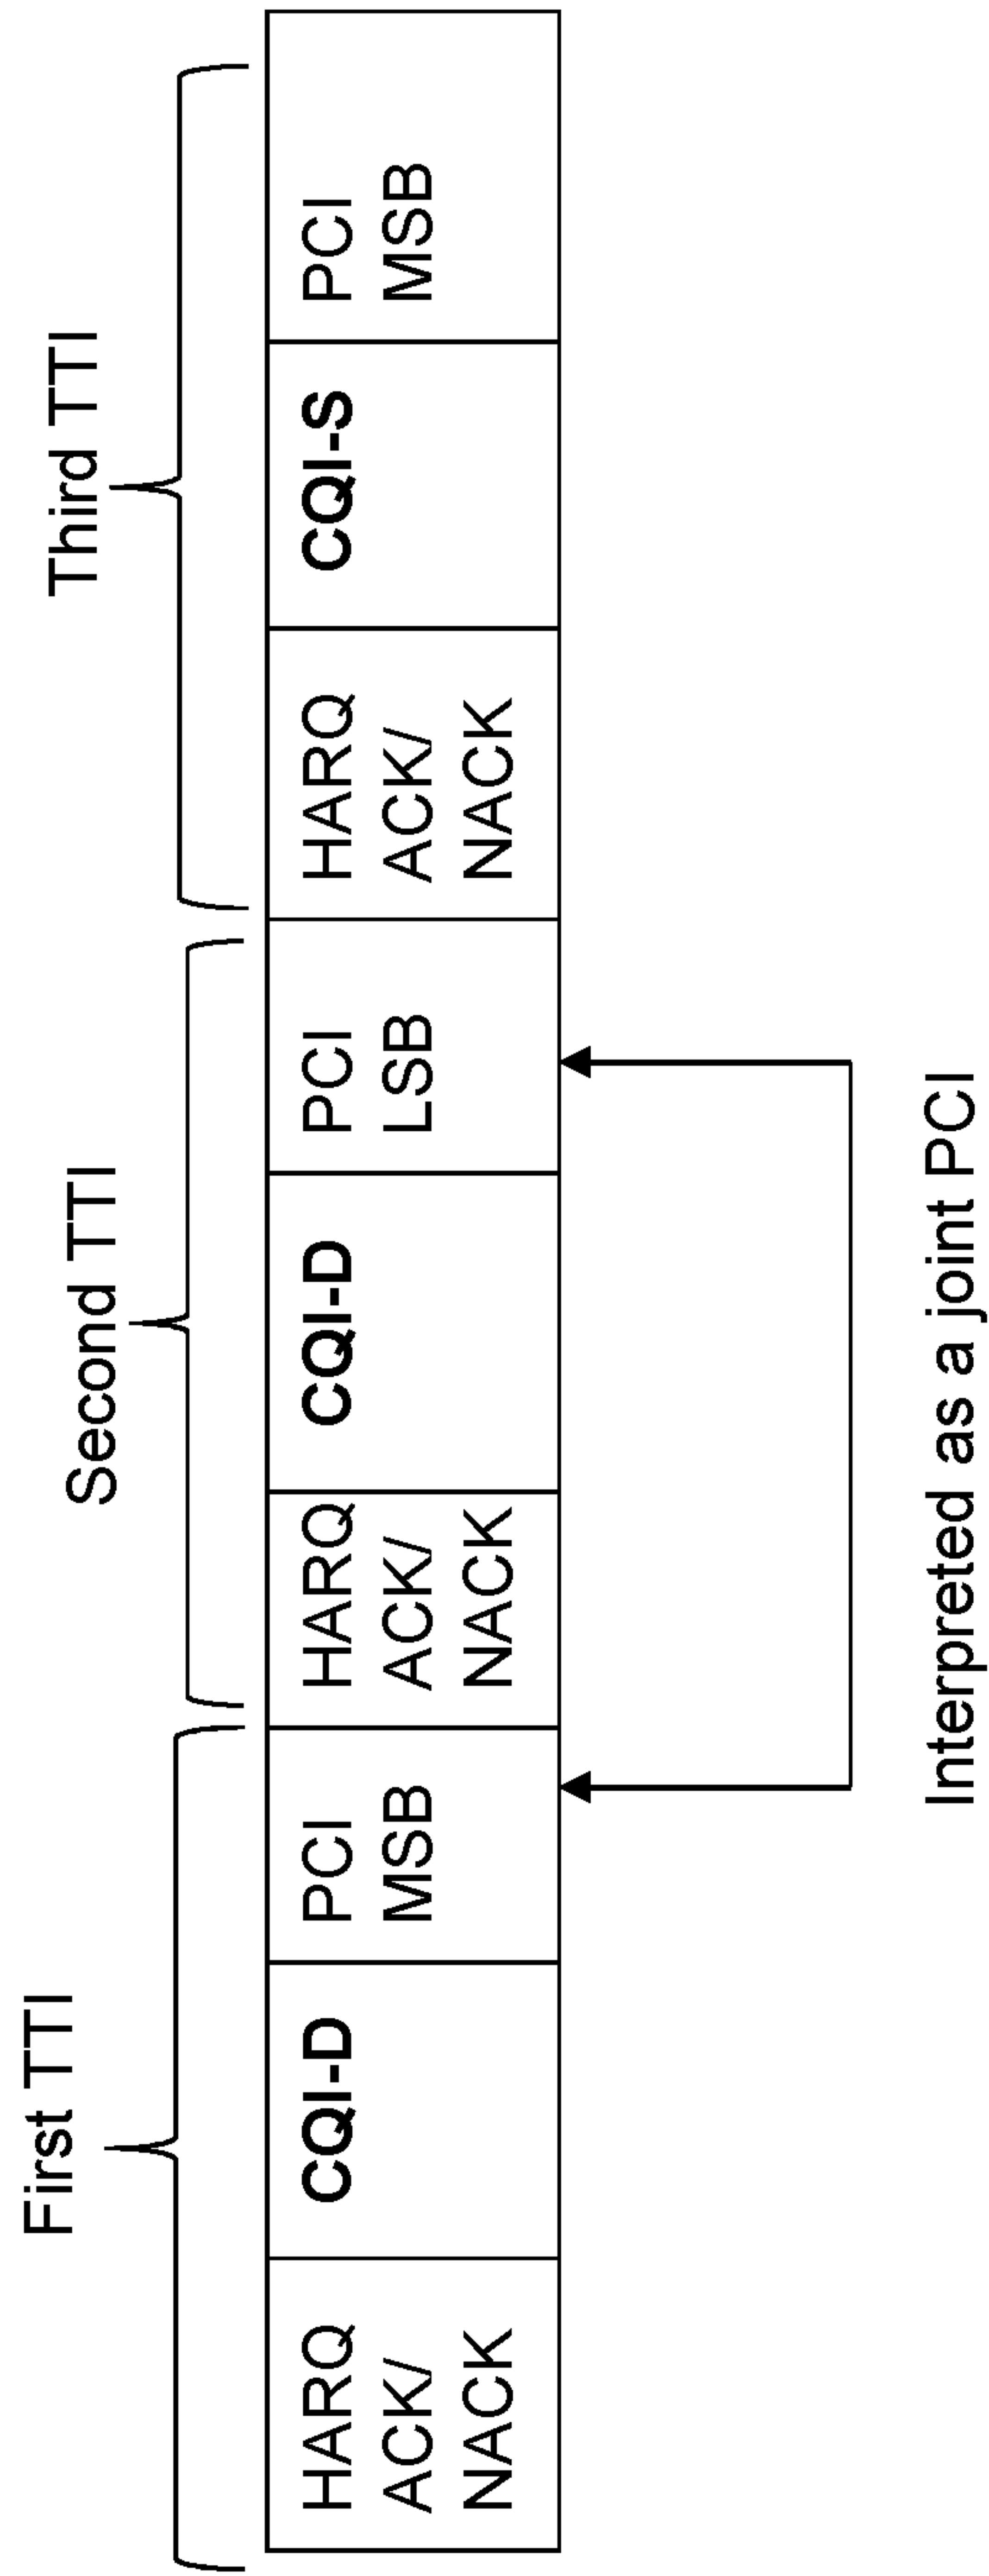 First TTI
Second TTI
Third TTI
HARQ
ACK/
NACK
CQI-D
PCI
MSB
HARQ
ACK/
NACK
CQI-D
PCI
LSB
HARQ
ACK/
NACK
CQI-S
PCI
MSB
Interpreted as a joint PCI